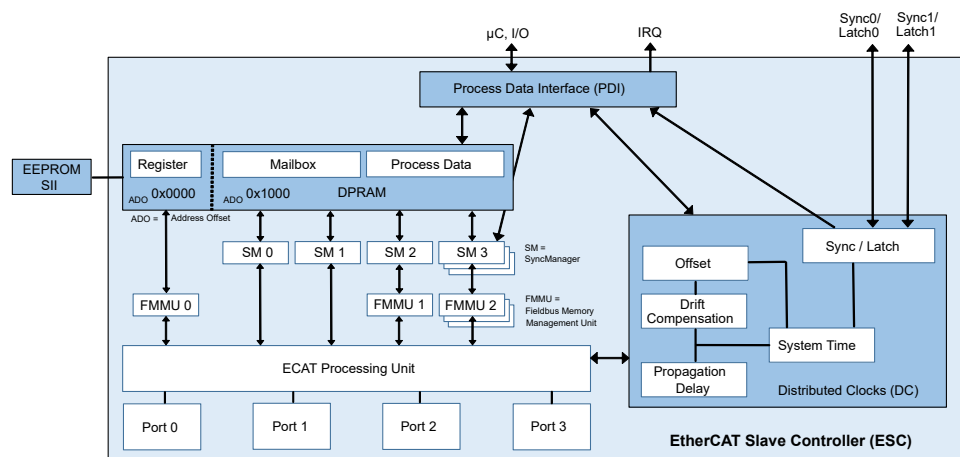 µC, I/O
IRQ
Sync0/
Latch0
Sync1/
Latch1
Process Data Interface (PDI)
EEPROM
SII
Register
Mailbox
Process Data
ADO 0x0000
ADO 0x1000
DPRAM
ADO = Address Offset
SM 0
SM 1
SM 2
SM 3
SM =
SyncManager
FMMU 0
FMMU 1
FMMU 2
FMMU =
Fieldbus Memory
Management Unit
ECAT Processing Unit
Port 0
Port 1
Port 2
Port 3
Sync / Latch
Offset
Drift
Compensation
System Time
Propagation
Delay
Distributed Clocks (DC)
EtherCAT Slave Controller (ESC)